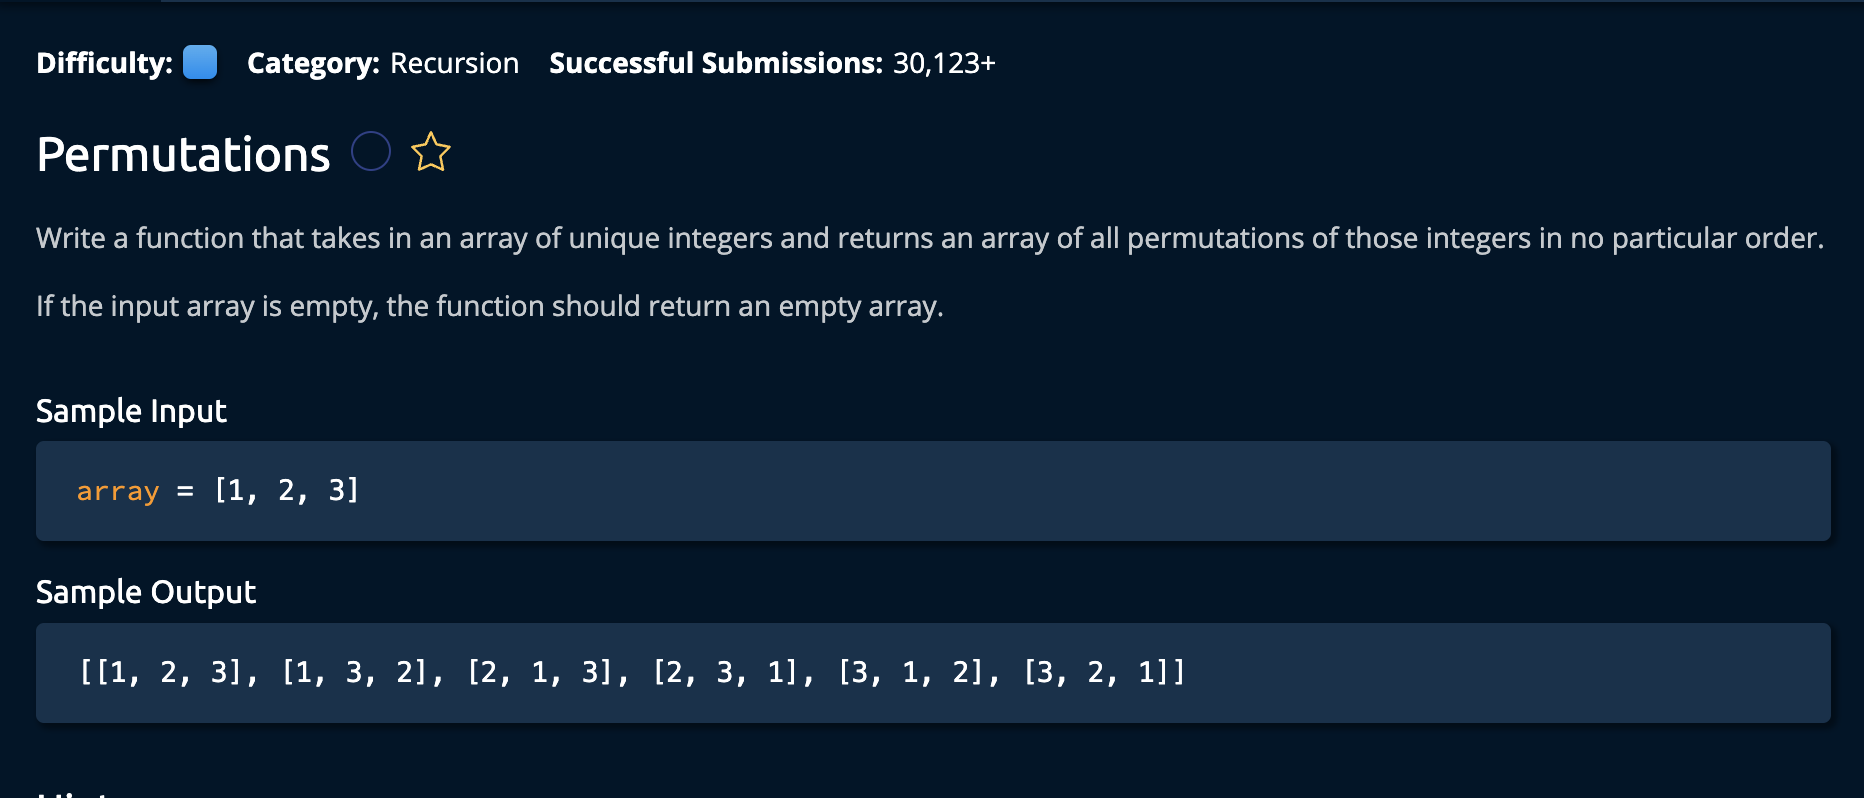 Difficulty: Category: Recursion Successful Submissions: 30,123+
Permutations
Write a function that takes in an array of unique integers and returns an array of all permutations of those integers in no particular order.
If the input array is empty, the function should return an empty array.
Sample Input
array = [1, 2, 3]
Sample Output
[[1, 2, 3], [1, 3, 2], [2, 1, 3], [2, 3, 1], [3, 1, 2], [3, 2, 1]]